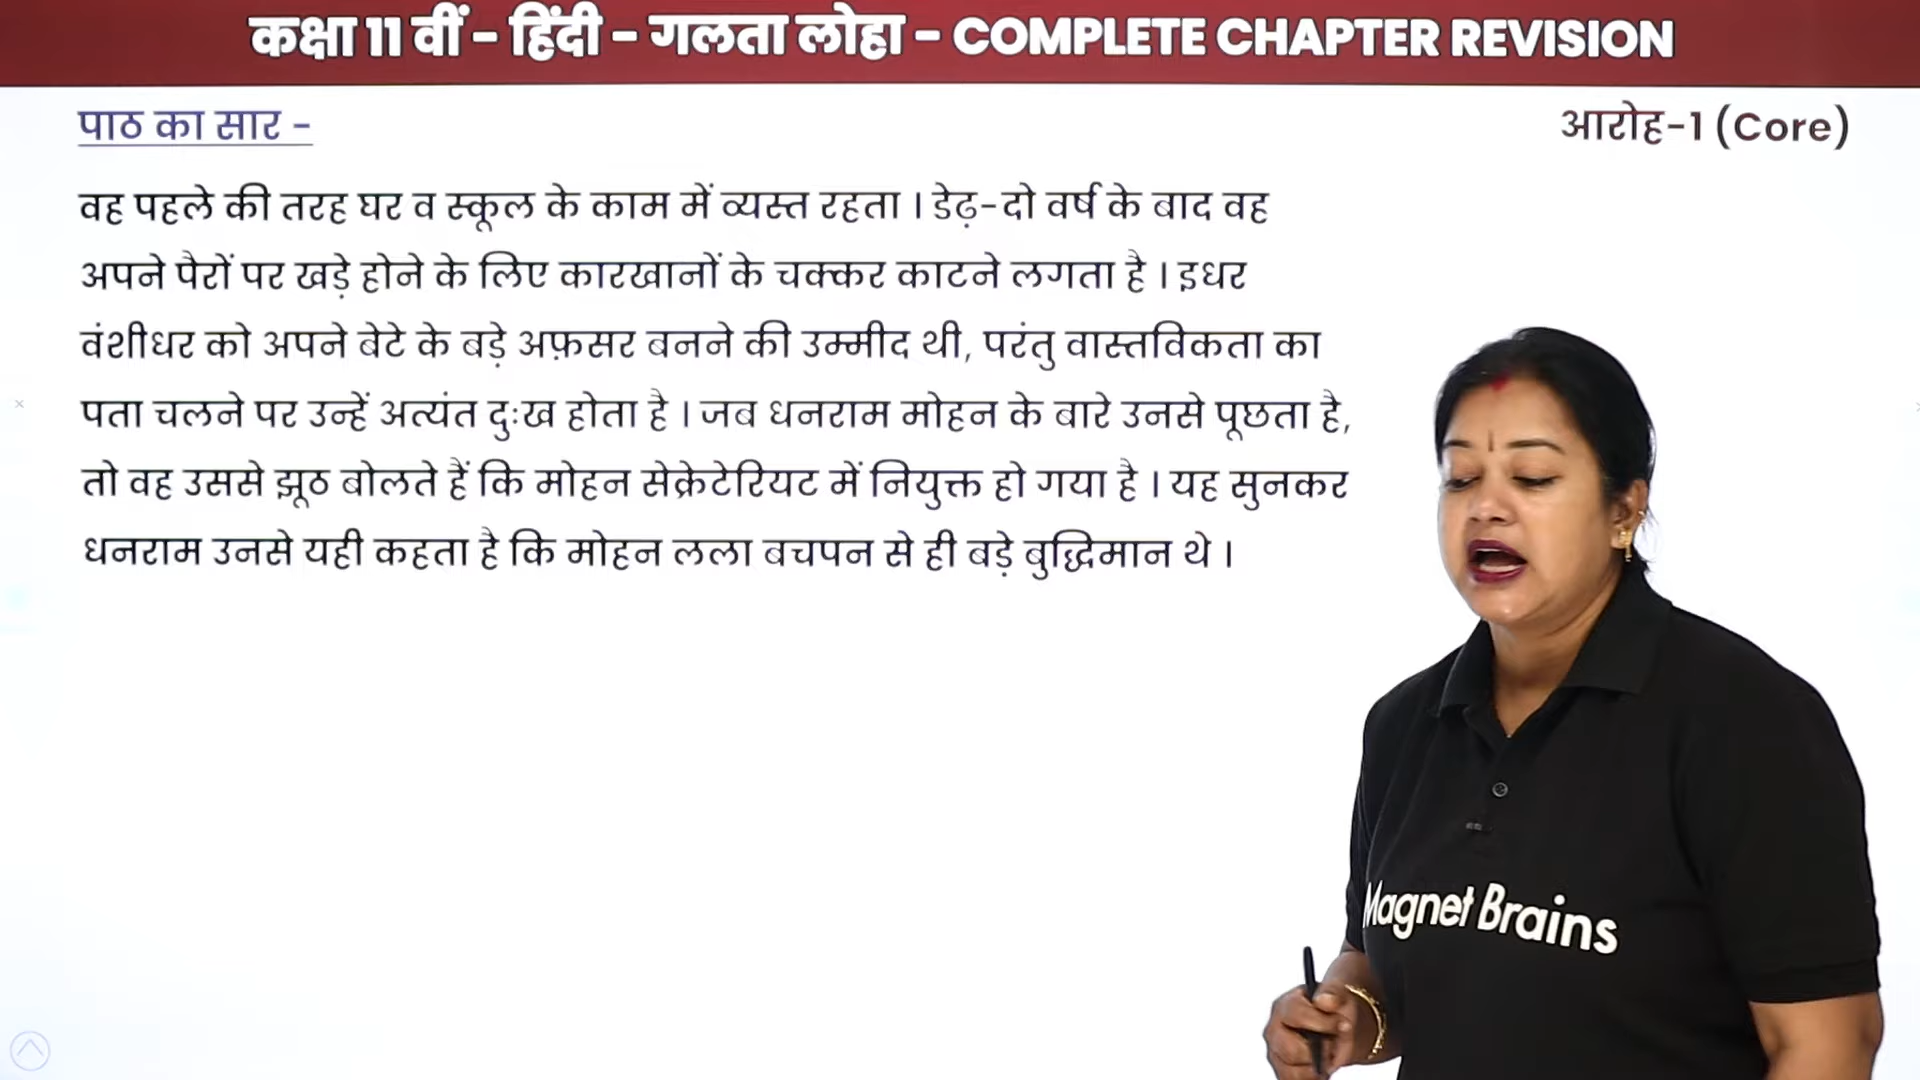 कक्षा 11 वीं - हिंदी - गलता लोहा - COMPLETE CHAPTER REVISION
पाठ का सार -
आरोह-1 (Core)
वह पहले की तरह घर व स्कूल के काम में व्यस्त रहता । डेढ़-दो वर्ष के बाद वह
अपने पैरों पर खड़े होने के लिए कारखानों के चक्कर काटने लगता है । इधर
वंशीधर को अपने बेटे के बड़े अफ़सर बनने की उम्मीद थी, परंतु वास्तविकता का
पता चलने पर उन्हें अत्यंत दुःख होता है । जब धनराम मोहन के बारे उनसे पूछता है,
तो वह उससे झूठ बोलते हैं कि मोहन सेक्रेटेरियट में नियुक्त हो गया है । यह सुनकर
धनराम उनसे यही कहता है कि मोहन लला बचपन से ही बड़े बुद्धिमान थे ।
Magnet Brains